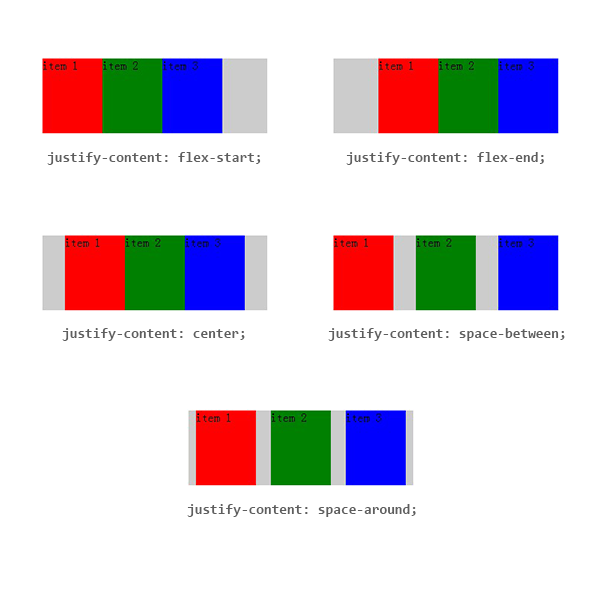 item 1 item 2 item 3
justify-content: flex-start;
item 1 item 2 item 3
justify-content: flex-end;
item 1 item 2 item 3
justify-content: center;
item 1 item 2 item 3
justify-content: space-between;
item 1 item 2 item 3
justify-content: space-around;